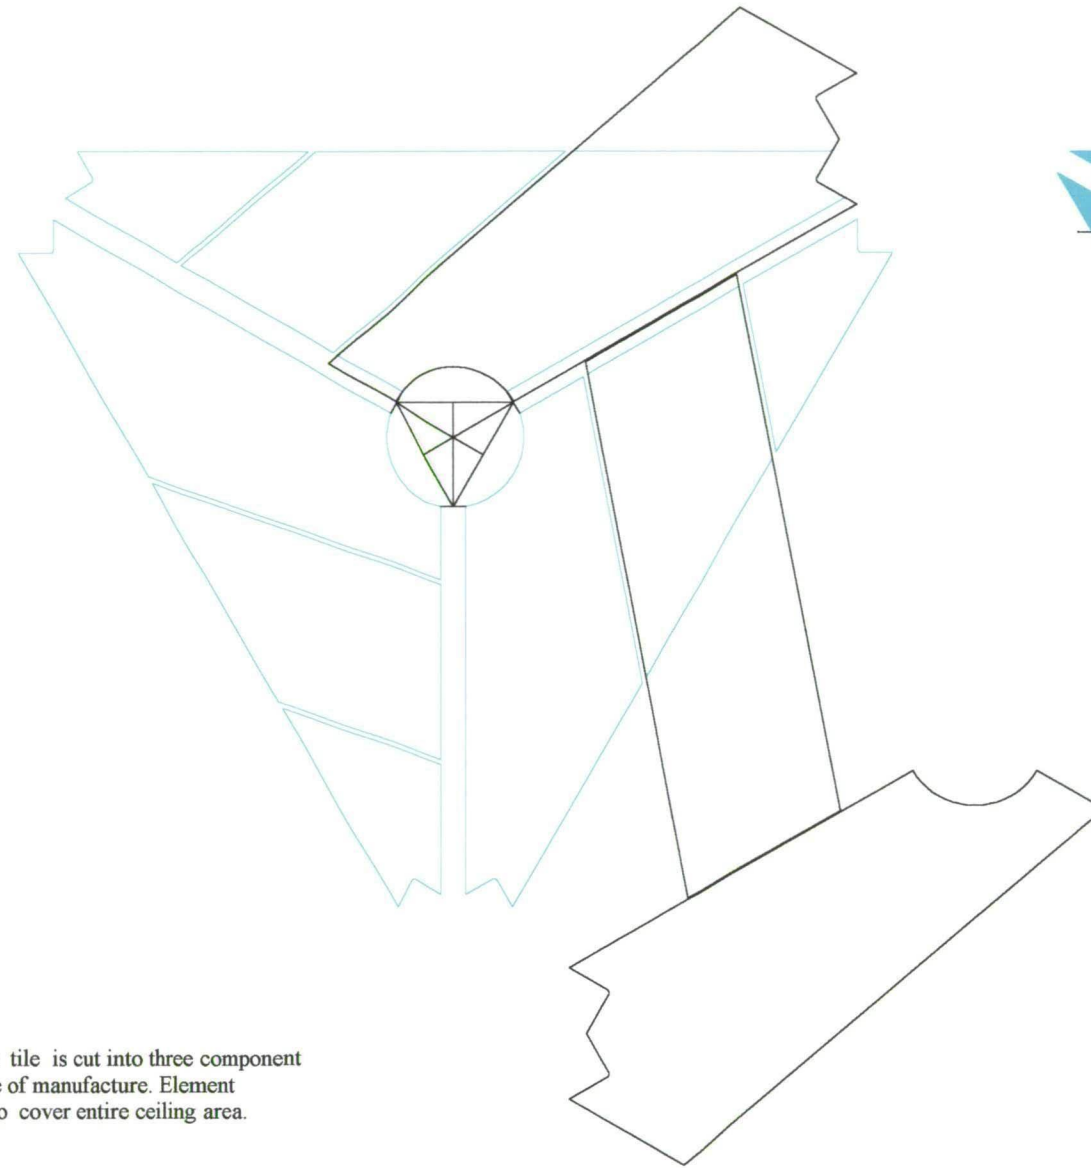 tile is cut into three component
of manufacture. Element
cover entire ceiling area.